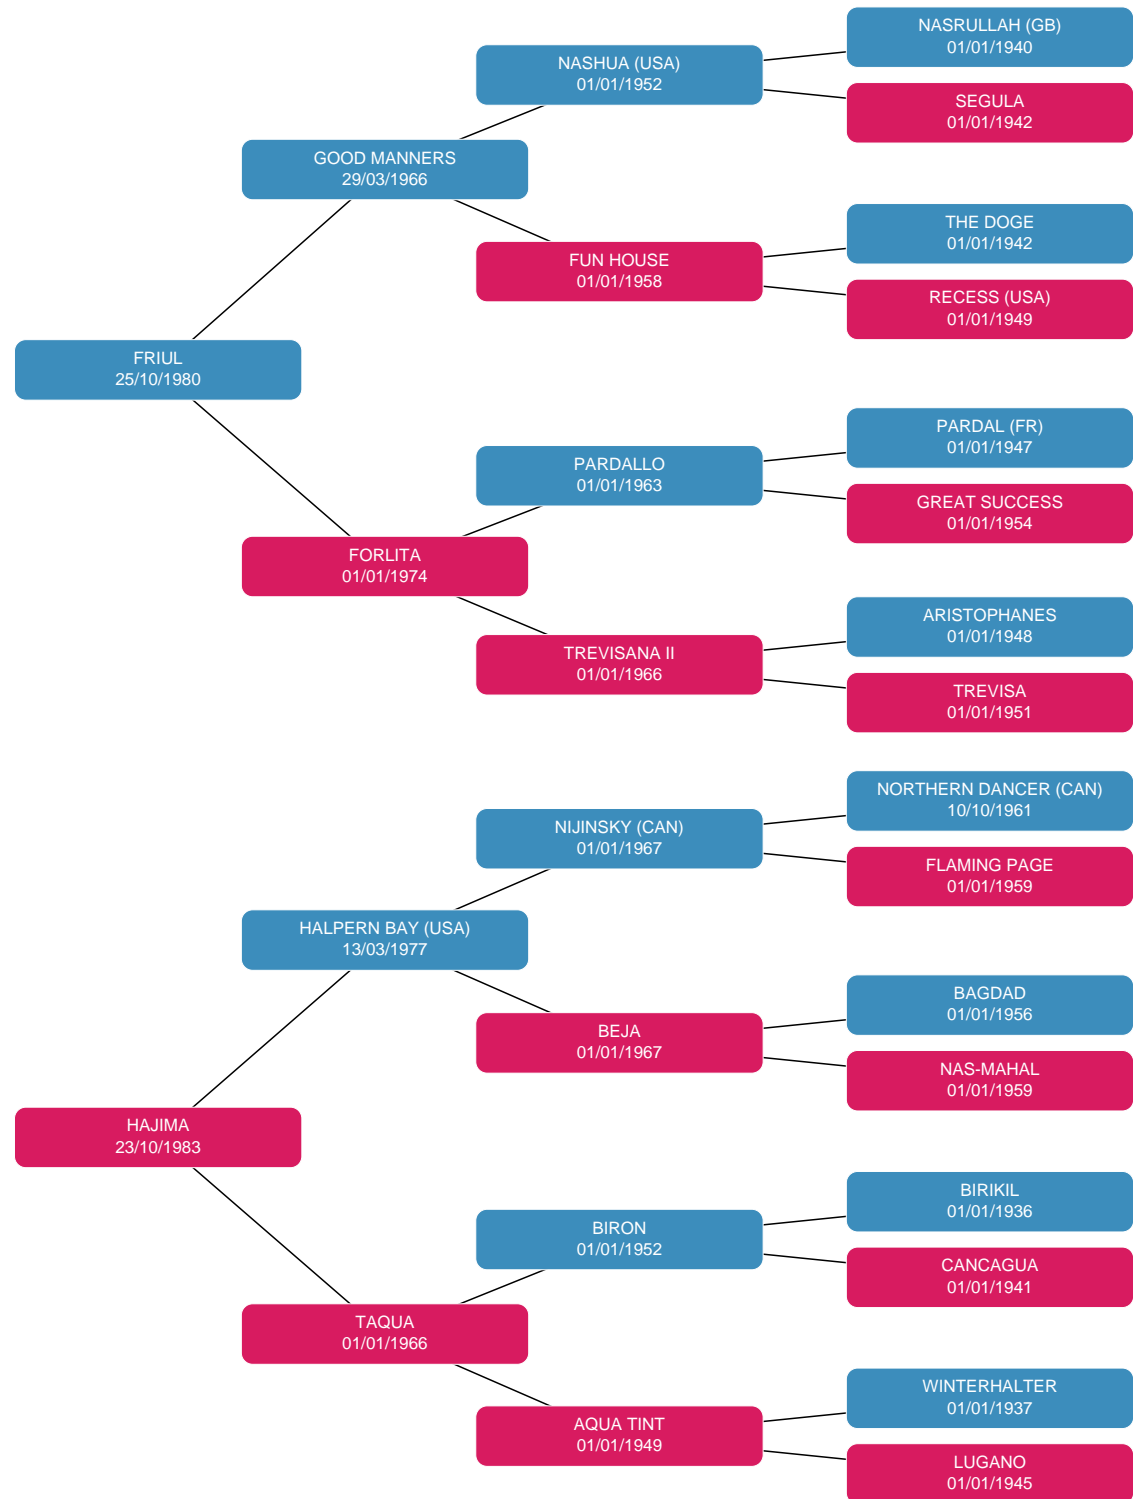 NASRULLAH (GB)
01/01/1940
NASHUA (USA)
01/01/1952
SEGULA
01/01/1942
GOOD MANNERS
29/03/1966
THE DOGE
01/01/1942
FUN HOUSE
01/01/1958
RECESS (USA)
01/01/1949
FRIUL
25/10/1980
PARDAL (FR)
01/01/1947
PARDALLO
01/01/1963
GREAT SUCCESS
01/01/1954
FORLITA
01/01/1974
ARISTOPHANES
01/01/1948
TREVISANA II
01/01/1966
TREVISA
01/01/1951
NORTHERN DANCER (CAN)
10/10/1961
NIJINSKY (CAN)
01/01/1967
FLAMING PAGE
01/01/1959
HALPERN BAY (USA)
13/03/1977
BAGDAD
01/01/1956
BEJA
01/01/1967
NAS-MAHAL
01/01/1959
HAJIMA
23/10/1983
BIRIKIL
01/01/1936
BIRON
01/01/1952
CANCAGUA
01/01/1941
TAQUA
01/01/1966
WINTERHALTER
01/01/1937
AQUA TINT
01/01/1949
LUGANO
01/01/1945